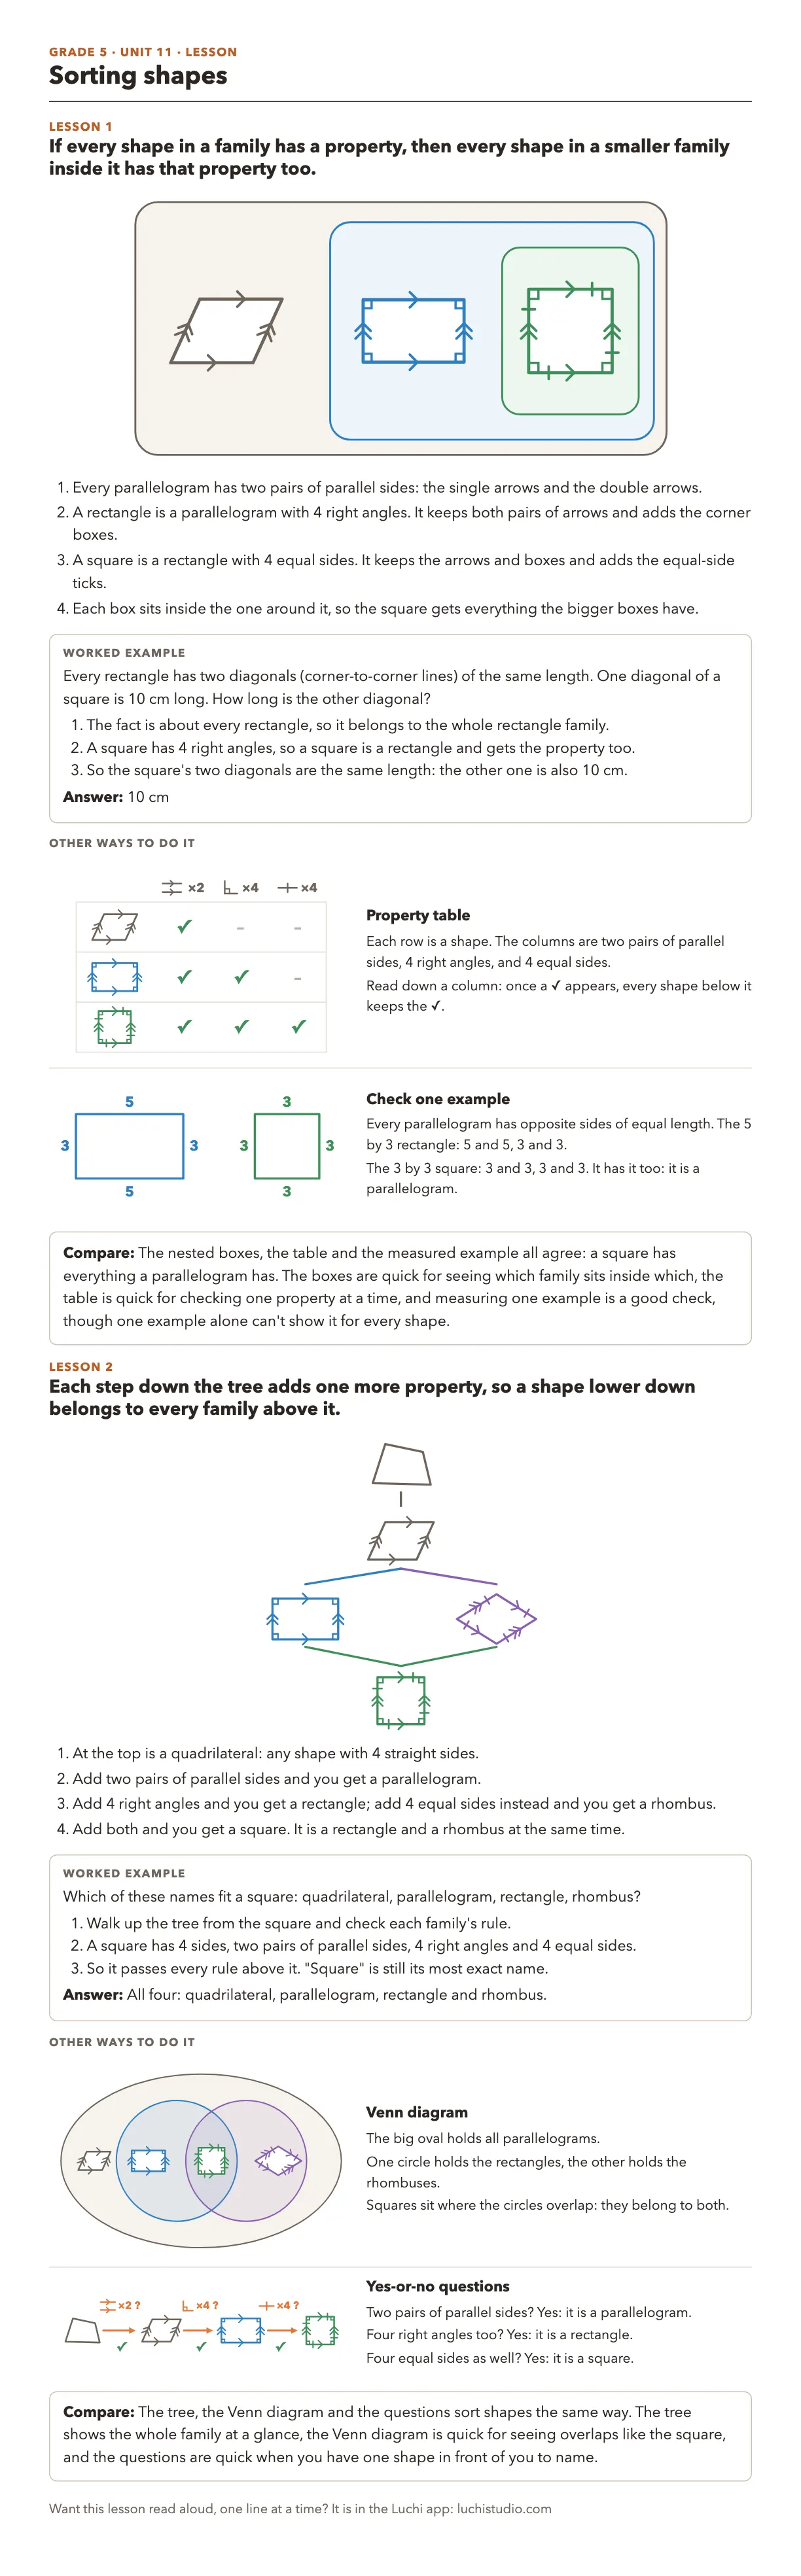 GRADE 5 · UNIT 11 · LESSON
Sorting shapes
LESSON 1
If every shape in a family has a property, then every shape in a smaller family
inside it has that property too.
1. Every parallelogram has two pairs of parallel sides: the single arrows and the double arrows.
2. A rectangle is a parallelogram with 4 right angles. It keeps both pairs of arrows and adds the corner
boxes.
3. A square is a rectangle with 4 equal sides. It keeps the arrows and boxes and adds the equal-side
ticks.
4. Each box sits inside the one around it, so the square gets everything the bigger boxes have.
WORKED EXAMPLE
Every rectangle has two diagonals (corner-to-corner lines) of the same length. One diagonal of a
square is 10 cm long. How long is the other diagonal?
1. The fact is about every rectangle, so it belongs to the whole rectangle family.
2. A square has 4 right angles, so a square is a rectangle and gets the property too.
3. So the square's two diagonals are the same length: the other one is also 10 cm.
Answer: 10 cm
OTHER WAYS TO DO IT
×2 ×4 ×4
✓ - -
✓ ✓ -
✓ ✓ ✓
Property table
Each row is a shape. The columns are two pairs of parallel
sides, 4 right angles, and 4 equal sides.
Read down a column: once a ✓ appears, every shape below it
keeps the ✓.
5 3
3 3 3 3
5 3
Check one example
Every parallelogram has opposite sides of equal length. The 5
by 3 rectangle: 5 and 5, 3 and 3.
The 3 by 3 square: 3 and 3, 3 and 3. It has it too: it is a
parallelogram.
Compare: The nested boxes, the table and the measured example all agree: a square has
everything a parallelogram has. The boxes are quick for seeing which family sits inside which, the
table is quick for checking one property at a time, and measuring one example is a good check,
though one example alone can't show it for every shape.
LESSON 2
Each step down the tree adds one more property, so a shape lower down
belongs to every family above it.
1. At the top is a quadrilateral: any shape with 4 straight sides.
2. Add two pairs of parallel sides and you get a parallelogram.
3. Add 4 right angles and you get a rectangle; add 4 equal sides instead and you get a rhombus.
4. Add both and you get a square. It is a rectangle and a rhombus at the same time.
WORKED EXAMPLE
Which of these names fit a square: quadrilateral, parallelogram, rectangle, rhombus?
1. Walk up the tree from the square and check each family's rule.
2. A square has 4 sides, two pairs of parallel sides, 4 right angles and 4 equal sides.
3. So it passes every rule above it. "Square" is still its most exact name.
Answer: All four: quadrilateral, parallelogram, rectangle and rhombus.
OTHER WAYS TO DO IT
Venn diagram
The big oval holds all parallelograms.
One circle holds the rectangles, the other holds the
rhombuses.
Squares sit where the circles overlap: they belong to both.
×2 ? ×4 ? ×4 ?
✓ ✓ ✓
Yes-or-no questions
Two pairs of parallel sides? Yes: it is a parallelogram.
Four right angles too? Yes: it is a rectangle.
Four equal sides as well? Yes: it is a square.
Compare: The tree, the Venn diagram and the questions sort shapes the same way. The tree
shows the whole family at a glance, the Venn diagram is quick for seeing overlaps like the square,
and the questions are quick when you have one shape in front of you to name.
Want this lesson read aloud, one line at a time? It is in the Luchi app: luchistudio.com